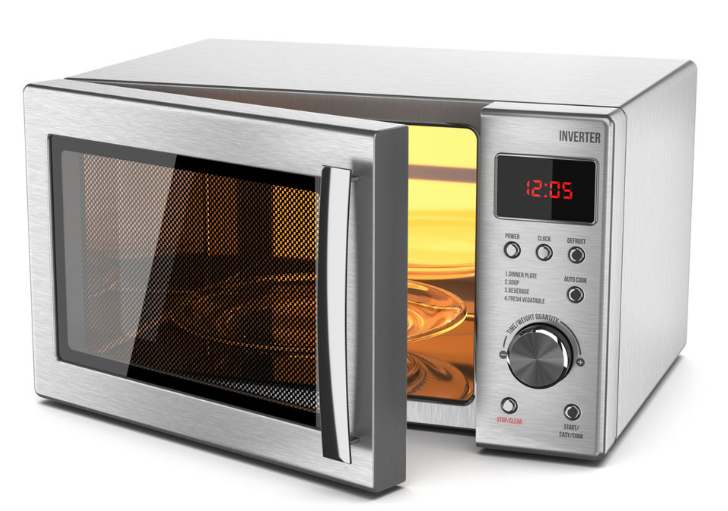 INVERTER
12:05
POWER CLOCK DEFROST
1.DINNER PLATE
2.SOUP
3.BEVERAGE
4.FRESH VEGATABLE
AUTO COOK
TIME/WEIGHT QUANTITY
- +
STOP/CLEAR
START/
EASY/COOK